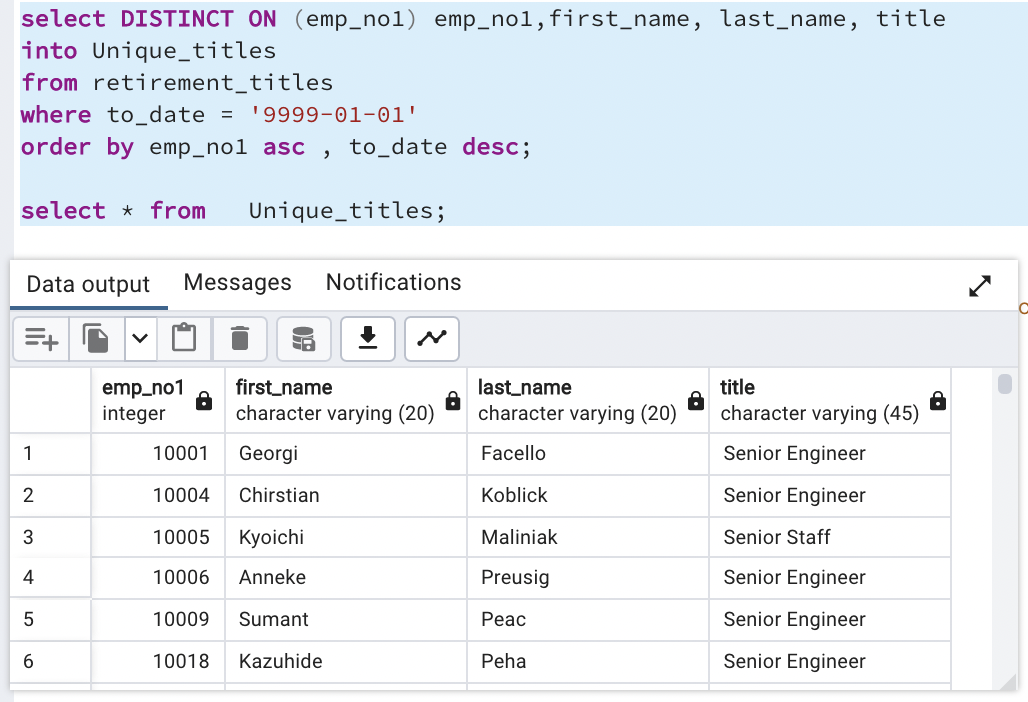 select DISTINCT ON (emp_no1) emp_no1,first_name, last_name, title
into Unique_titles
from retirement_titles
where to_date = '9999-01-01'
order by emp_no1 asc , to_date desc;
select * from   Unique_titles;
Data output Messages Notifications
emp_no1 first_name last_name title
integer character varying (20) character varying (20) character varying (45)
1 10001 Georgi Facello Senior Engineer
2 10004 Chirstian Koblick Senior Engineer
3 10005 Kyoichi Maliniak Senior Staff
4 10006 Anneke Preusig Senior Engineer
5 10009 Sumant Peac Senior Engineer
6 10018 Kazuhide Peha Senior Engineer